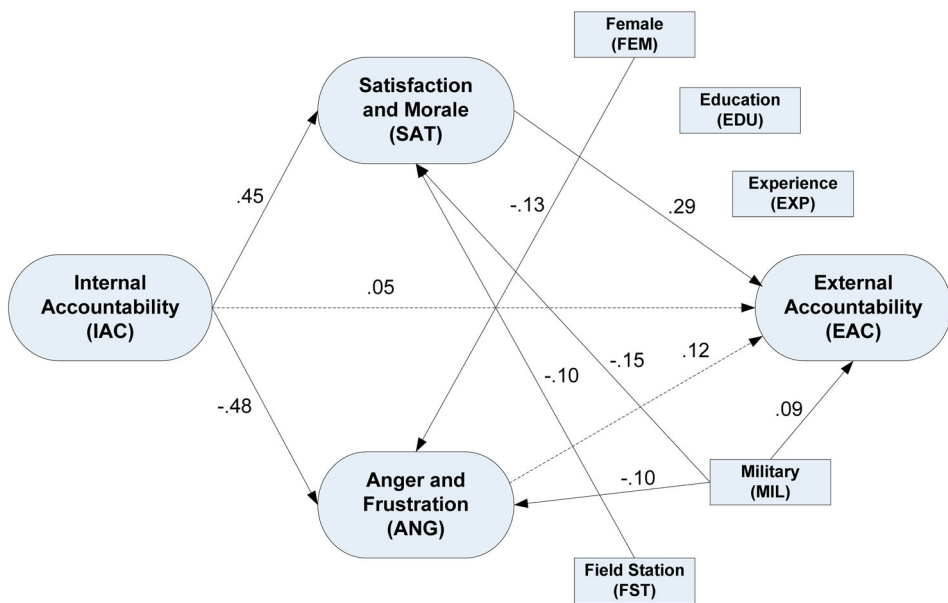 Female
(FEM)
Satisfaction
and Morale
(SAT)
Education
(EDU)
Experience
(EXP)
.45
-.13
.29
Internal
Accountability
(IAC)
.05
External
Accountability
(EAC)
-.48
-.10
-.15
.12
.09
Anger and
Frustration
(ANG)
-.10
Military
(MIL)
Field Station
(FST)